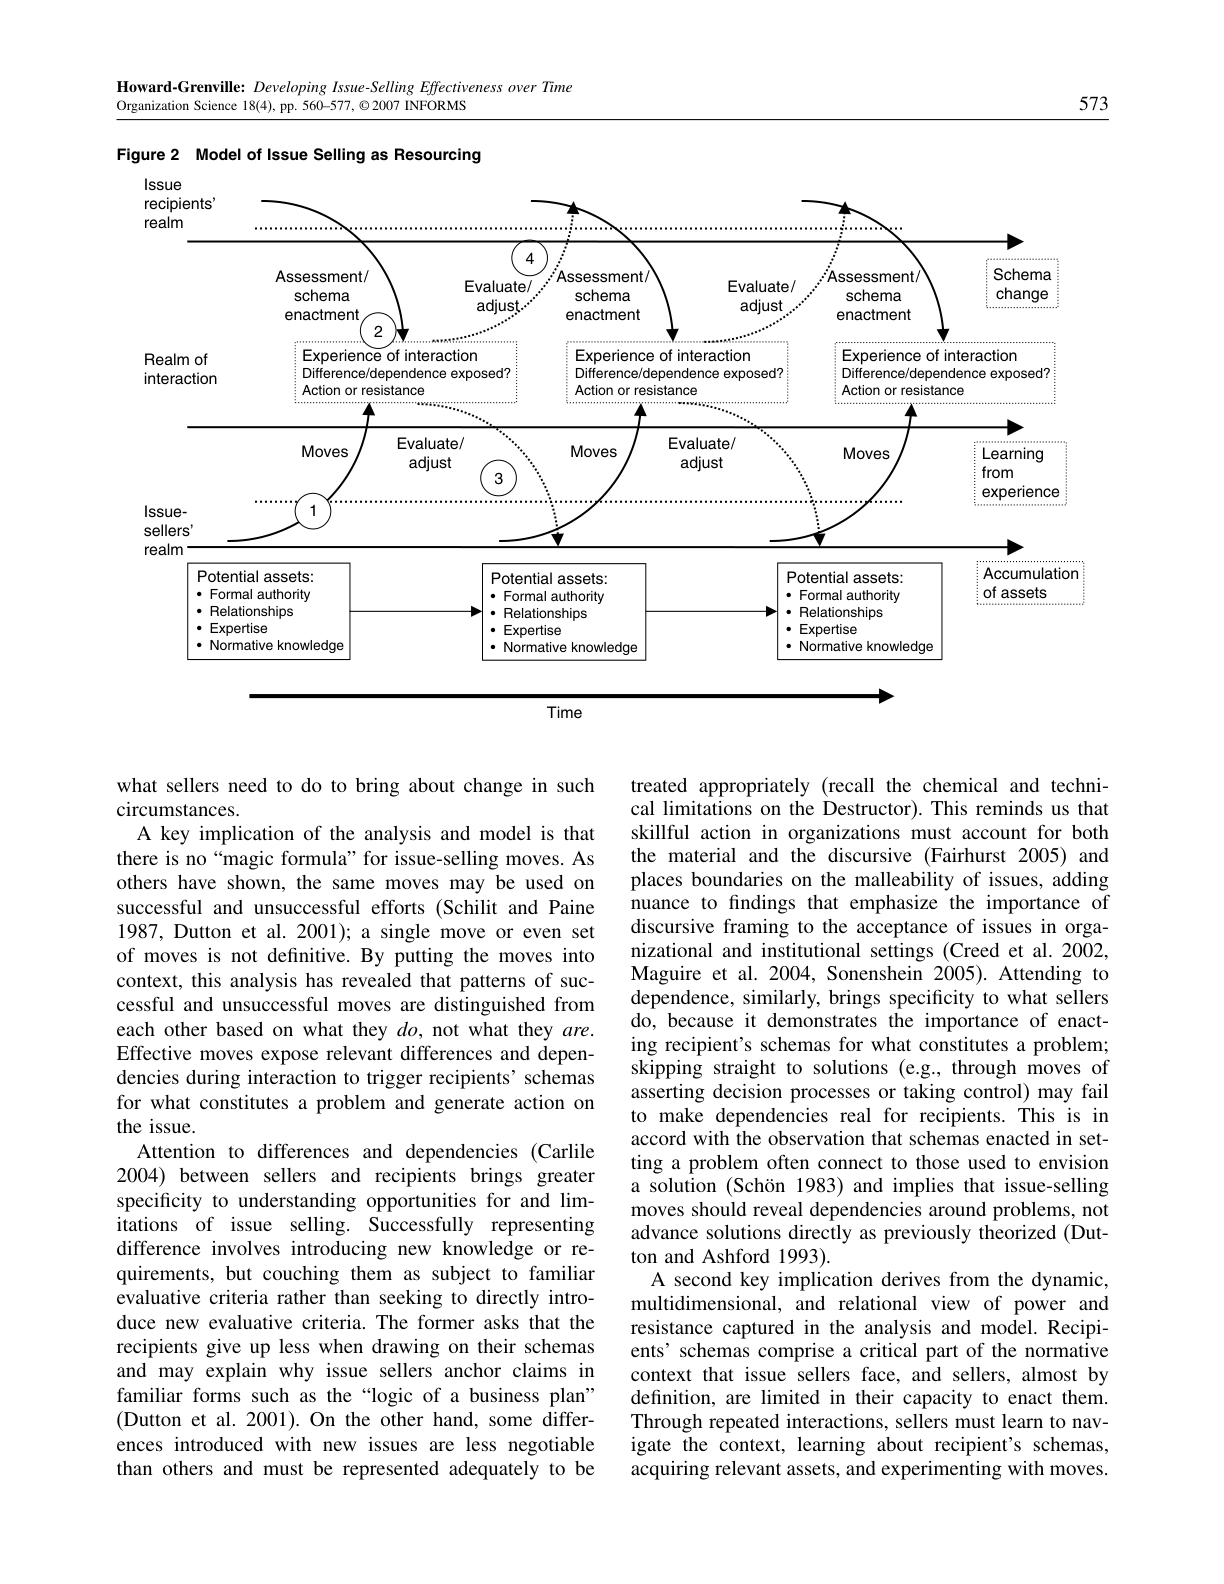 Howard-Grenville: Developing Issue-Selling Effectiveness over Time
Organization Science 18(4), pp. 560–577, © 2007 INFORMS
573
Figure 2 Model of Issue Selling as Resourcing
Issue
recipients’
realm
4
Assessment/
schema
enactment
Evaluate/
adjust
Assessment/
schema
enactment
Evaluate/
adjust
Assessment/
schema
enactment
Schema
change
2
Realm of
interaction
Experience of interaction
Difference/dependence exposed?
Action or resistance
Experience of interaction
Difference/dependence exposed?
Action or resistance
Experience of interaction
Difference/dependence exposed?
Action or resistance
Moves
Evaluate/
adjust
Moves
Evaluate/
adjust
Moves
Learning
from
experience
3
1
Issue-
sellers’
realm
Potential assets:
• Formal authority
• Relationships
• Expertise
• Normative knowledge
Potential assets:
• Formal authority
• Relationships
• Expertise
• Normative knowledge
Potential assets:
• Formal authority
• Relationships
• Expertise
• Normative knowledge
Accumulation
of assets
Time
what sellers need to do to bring about change in such
circumstances.
A key implication of the analysis and model is that
there is no “magic formula” for issue-selling moves. As
others have shown, the same moves may be used on
successful and unsuccessful efforts (Schilit and Paine
1987, Dutton et al. 2001); a single move or even set
of moves is not definitive. By putting the moves into
context, this analysis has revealed that patterns of suc-
cessful and unsuccessful moves are distinguished from
each other based on what they do, not what they are.
Effective moves expose relevant differences and depen-
dencies during interaction to trigger recipients’ schemas
for what constitutes a problem and generate action on
the issue.
Attention to differences and dependencies (Carlile
2004) between sellers and recipients brings greater
specificity to understanding opportunities for and lim-
itations of issue selling. Successfully representing
difference involves introducing new knowledge or re-
quirements, but couching them as subject to familiar
evaluative criteria rather than seeking to directly intro-
duce new evaluative criteria. The former asks that the
recipients give up less when drawing on their schemas
and may explain why issue sellers anchor claims in
familiar forms such as the “logic of a business plan”
(Dutton et al. 2001). On the other hand, some differ-
ences introduced with new issues are less negotiable
than others and must be represented adequately to be
treated appropriately (recall the chemical and techni-
cal limitations on the Destructor). This reminds us that
skillful action in organizations must account for both
the material and the discursive (Fairhurst 2005) and
places boundaries on the malleability of issues, adding
nuance to findings that emphasize the importance of
discursive framing to the acceptance of issues in orga-
nizational and institutional settings (Creed et al. 2002,
Maguire et al. 2004, Sonenshein 2005). Attending to
dependence, similarly, brings specificity to what sellers
do, because it demonstrates the importance of enact-
ing recipient’s schemas for what constitutes a problem;
skipping straight to solutions (e.g., through moves of
asserting decision processes or taking control) may fail
to make dependencies real for recipients. This is in
accord with the observation that schemas enacted in set-
ting a problem often connect to those used to envision
a solution (Schön 1983) and implies that issue-selling
moves should reveal dependencies around problems, not
advance solutions directly as previously theorized (Dut-
ton and Ashford 1993).
A second key implication derives from the dynamic,
multidimensional, and relational view of power and
resistance captured in the analysis and model. Recipi-
ents’ schemas comprise a critical part of the normative
context that issue sellers face, and sellers, almost by
definition, are limited in their capacity to enact them.
Through repeated interactions, sellers must learn to nav-
igate the context, learning about recipient’s schemas,
acquiring relevant assets, and experimenting with moves.